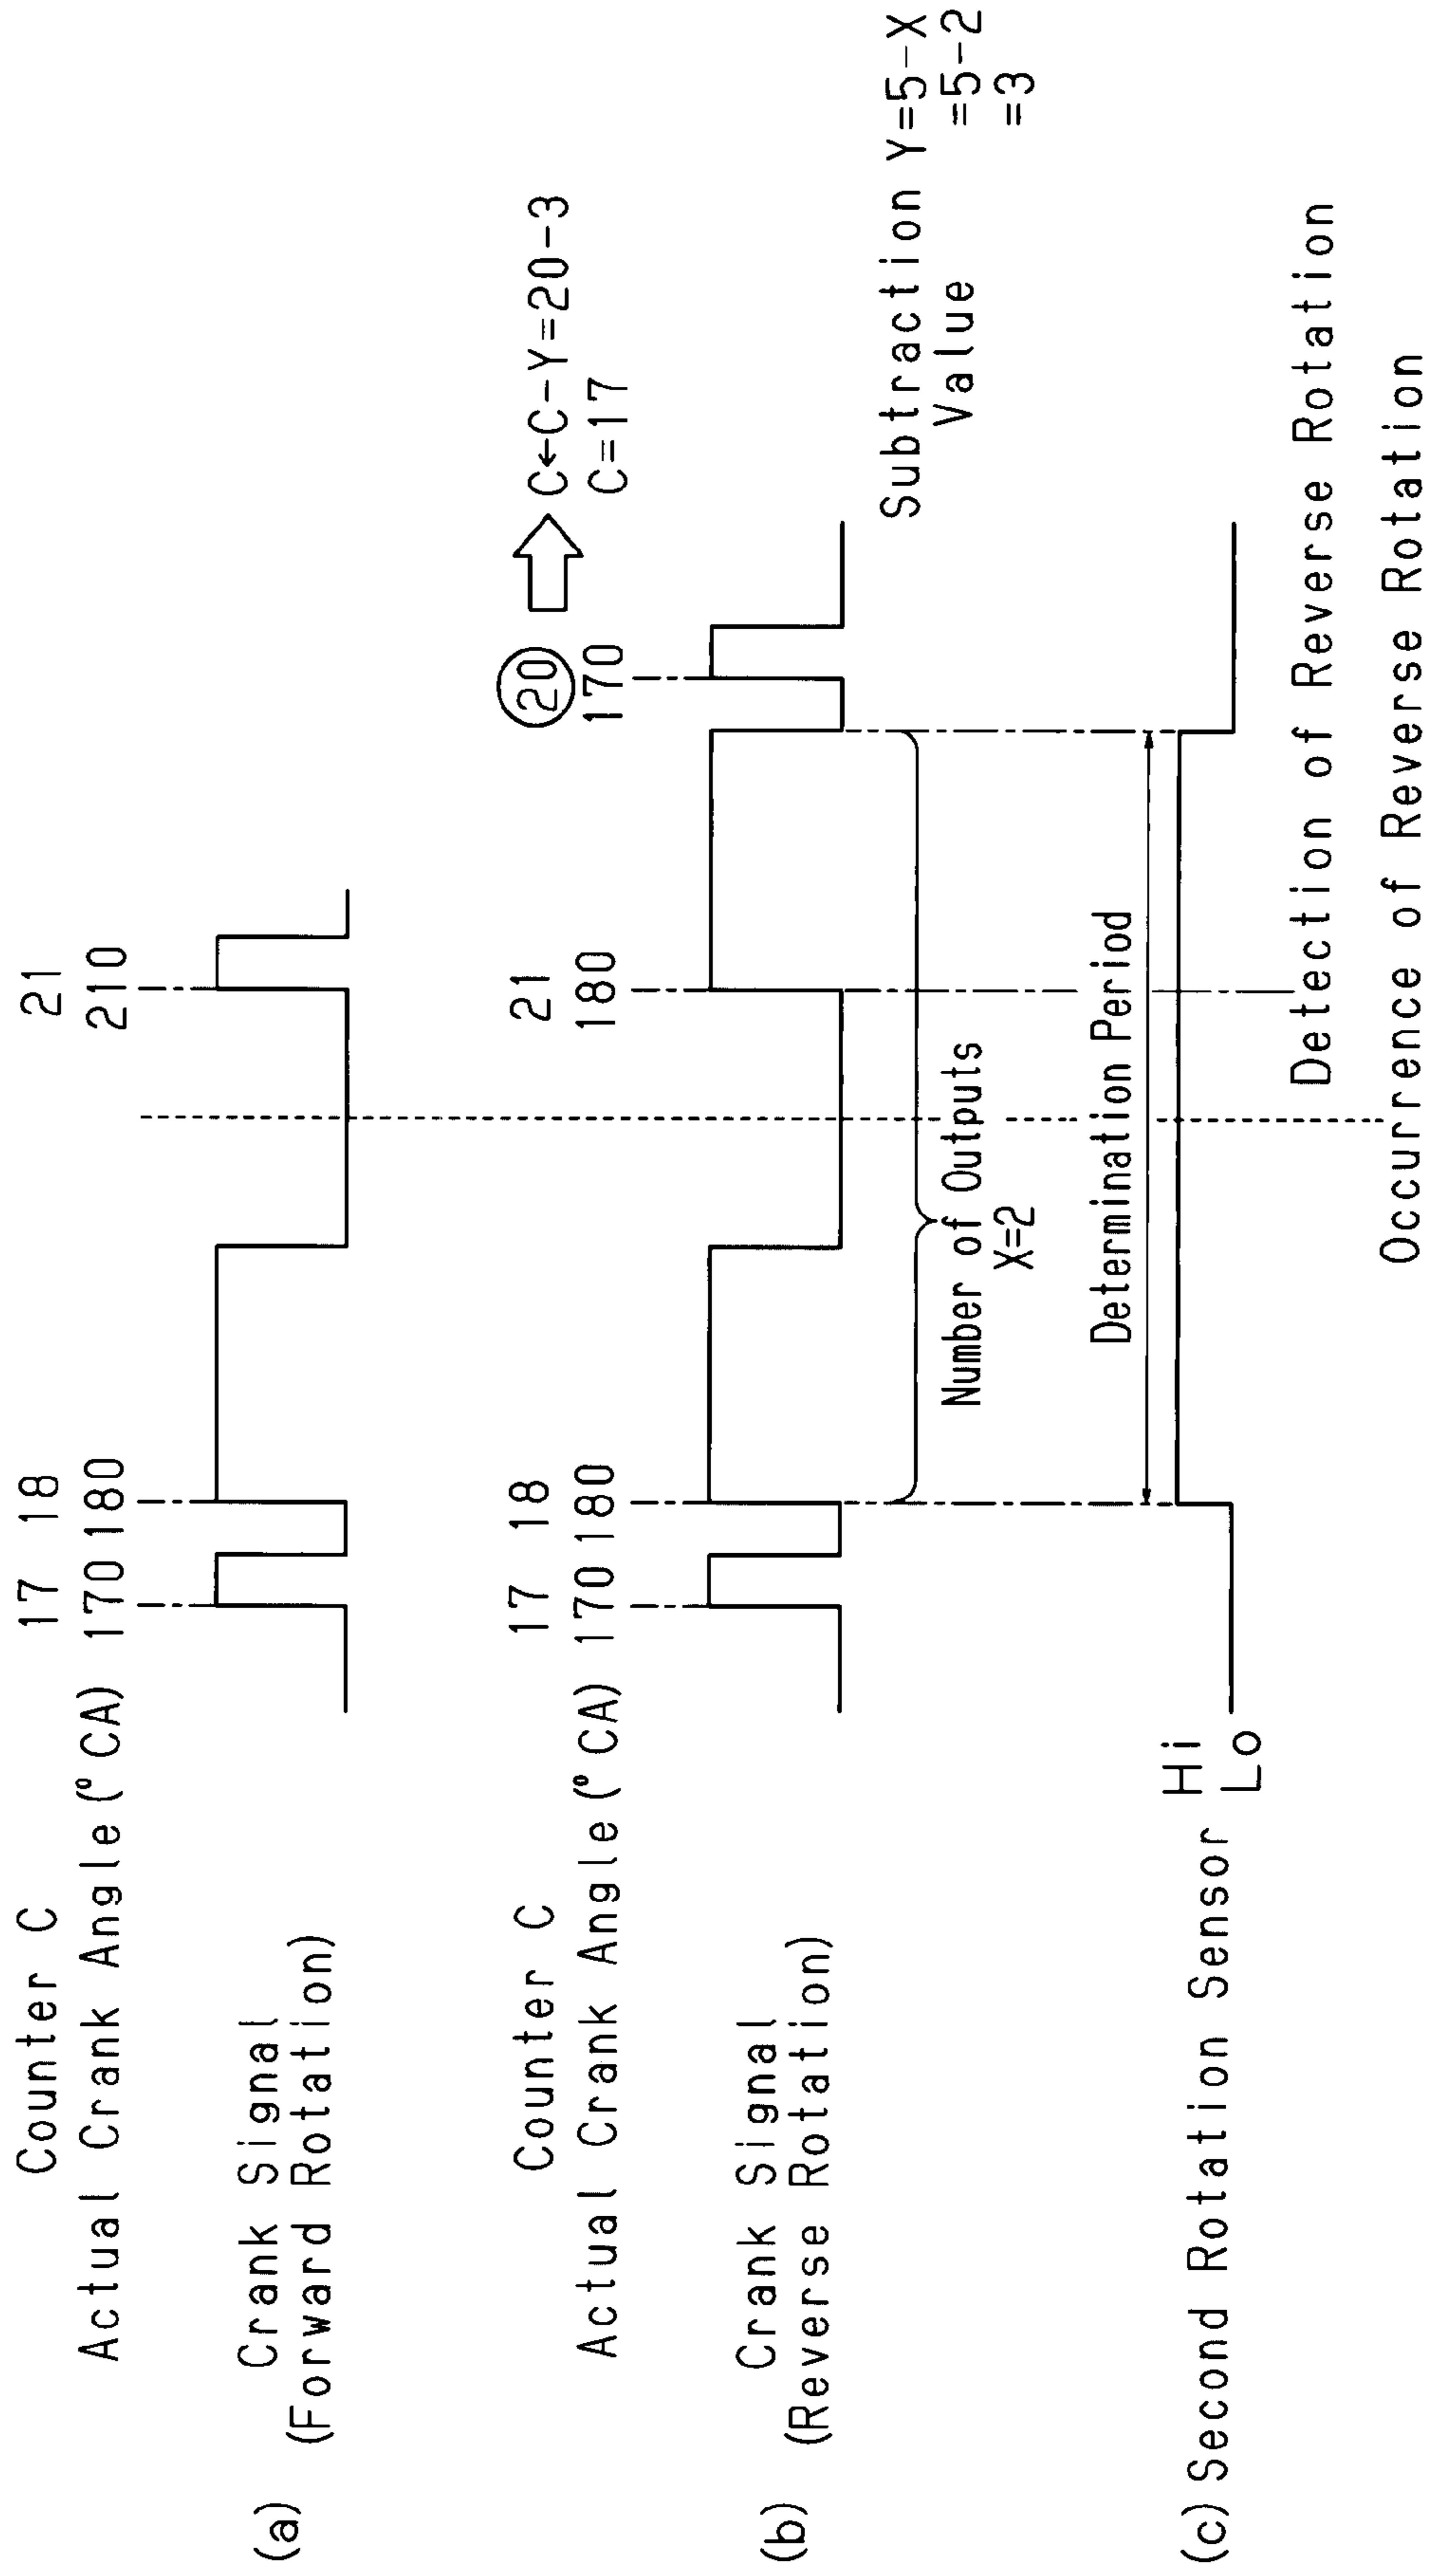 Counter C 17 18 21
Actual Crank Angle (°CA) 170 180 210
(a) Crank Signal
(Forward Rotation)
Counter C 17 18 21 20 C←C-Y=20-3
C=17
Actual Crank Angle (°CA) 170 180 180 170
(b) Crank Signal
(Reverse Rotation)
Subtraction Y=5-X
Value =5-2
=3
Number of Outputs
X=2
Determination Period
(c) Second Rotation Sensor Hi
Lo
Detection of Reverse Rotation
Occurrence of Reverse Rotation